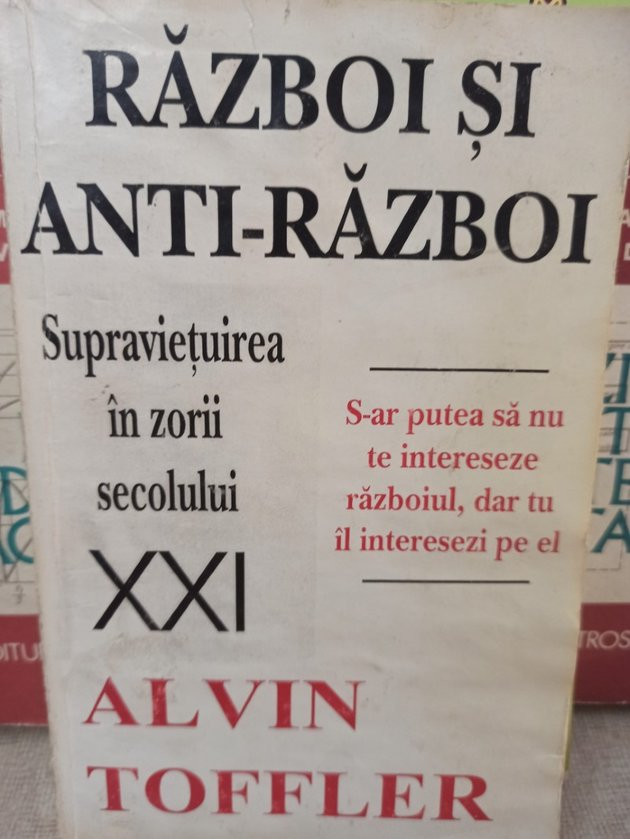 RĂZBOI ȘI
ANTI-RĂZBOI
Supraviețuirea
în zorii
secolului
XXI
S-ar putea să nu
te intereseze
războiul, dar tu
îl interesezi pe el
ALVIN
TOFFLER